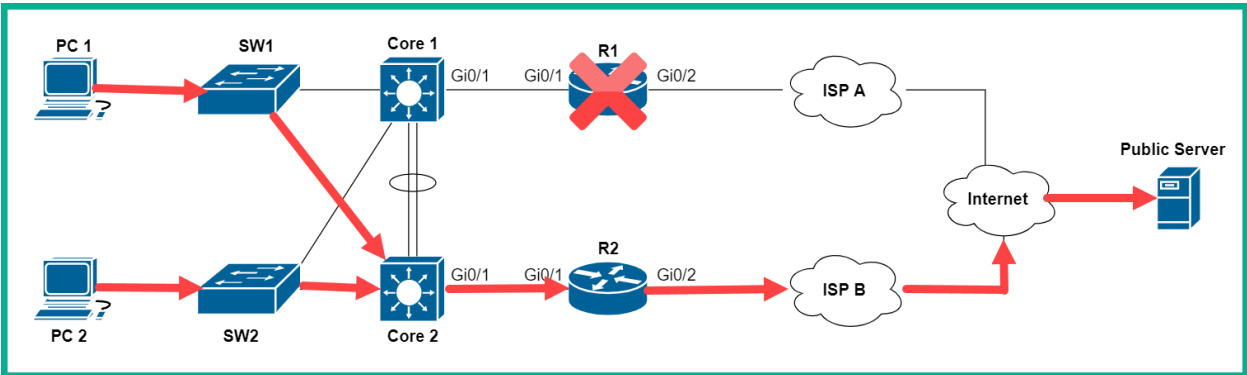 PC 1
SW1
Core 1
R1
Gi0/1
Gi0/1
Gi0/2
ISP A
Public Server
Internet
R2
Gi0/1
Gi0/1
Gi0/2
ISP B
PC 2
SW2
Core 2